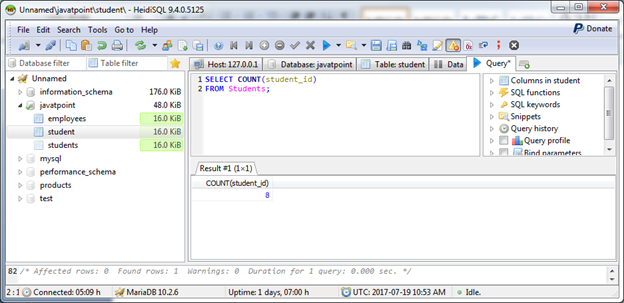 Unnamed\javatpoint\student\ - HeidiSQL 9.4.0.5125
File Edit Search Tools Go to Help
Donate
Database filter Table filter
Host: 127.0.0.1 Database: javatpoint Table: student Data Query*
Unnamed
information_schema 176.0 KiB
javatpoint 48.0 KiB
employees 16.0 KiB
student 16.0 KiB
students 16.0 KiB
mysql
performance_schema
products
test
1 SELECT COUNT(student_id)
2 FROM Students;
Columns in student
SQL functions
SQL keywords
Snippets
Query history
Query profile
Bind parameters
Result #1 (1×1)
COUNT(student_id)
8
82 /* Affected rows: 0 Found rows: 1 Warnings: 0 Duration for 1 query: 0.000 sec. */
2 : 1 Connected: 05:09 h MariaDB 10.2.6 Uptime: 1 days, 07:00 h UTC: 2017-07-19 10:53 AM Idle.